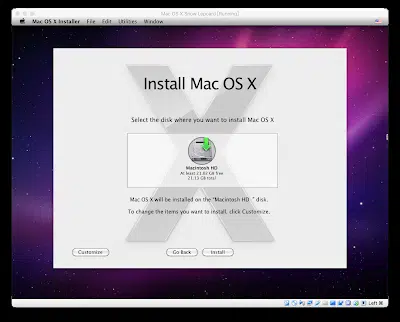 Mac OS X Snow Leopard [Running]
Mac OS X Installer File Edit Utilities Window
Install Mac OS X
Select the disk where you want to install Mac OS X
Macintosh HD
At least 21.03 GB free
21.13 GB total
Mac OS X will be installed on the “Macintosh HD ” disk.
To change the items you want to install, click Customize.
Customize Go Back Install
Left ⌘